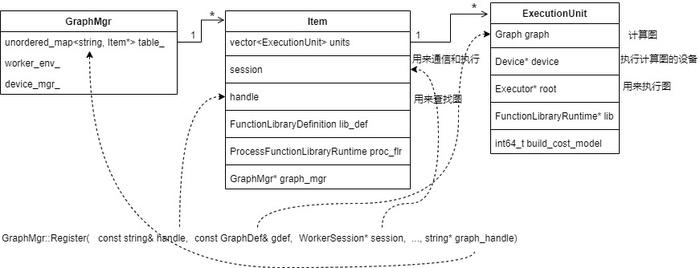 GraphMgr
unordered_map<string, Item*> table_
worker_env_
device_mgr_
1
*
Item
vector<ExecutionUnit> units
session
handle
FunctionLibraryDefinition lib_def
ProcessFunctionLibraryRuntime proc_flr
GraphMgr* graph_mgr
用来通信和执行
用来查找图
1
*
ExecutionUnit
Graph graph
Device* device
Executor* root
FunctionLibraryRuntime* lib
int64_t build_cost_model
计算图
执行计算图的设备
用来执行图
GraphMgr::Register( const string& handle, const GraphDef& gdef, WorkerSession* session, ..., string* graph_handle)